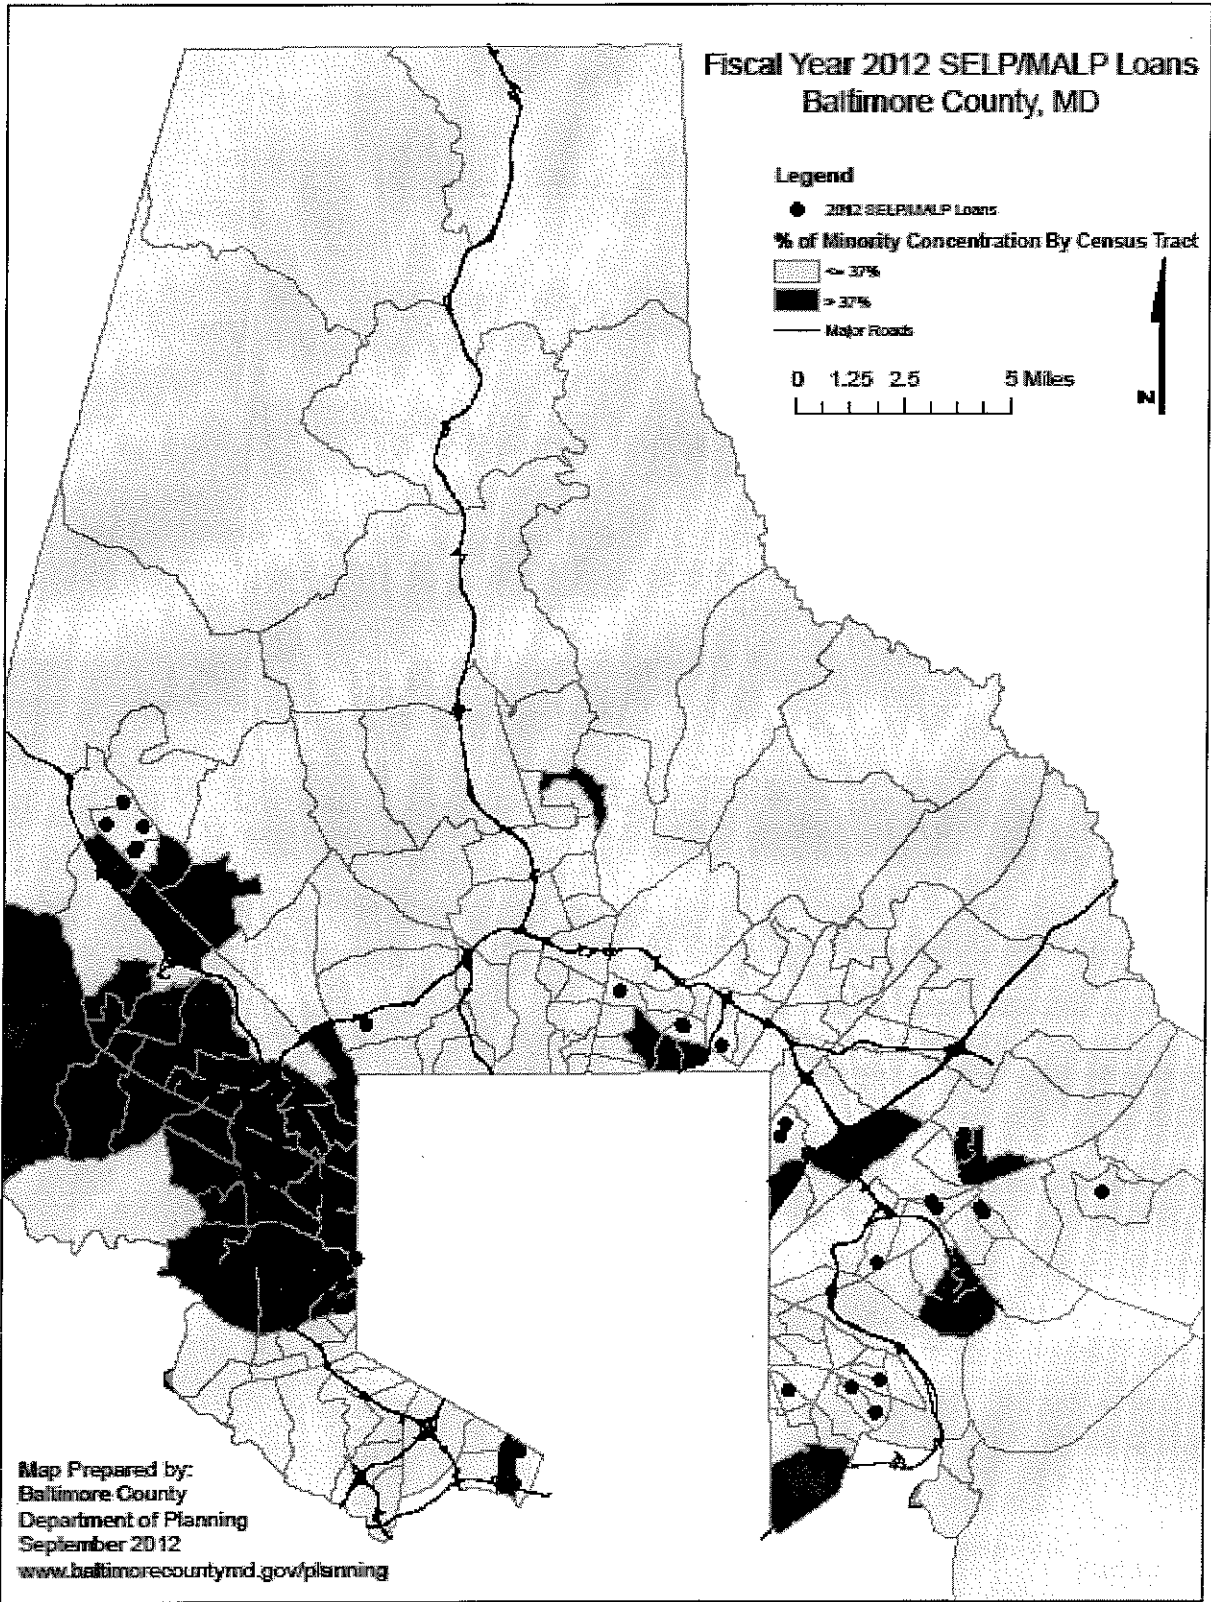 Fiscal Year 2012 SELP/MALP Loans
Baltimore County, MD
Legend
2012 SELP/MALP Loans
% of Minority Concentration By Census Tract
<= 37%
> 37%
Major Roads
0 1.25 2.5 5 Miles
N
Map Prepared by:
Baltimore County
Department of Planning
September 2012
www.baltimorecountymd.gov/planning